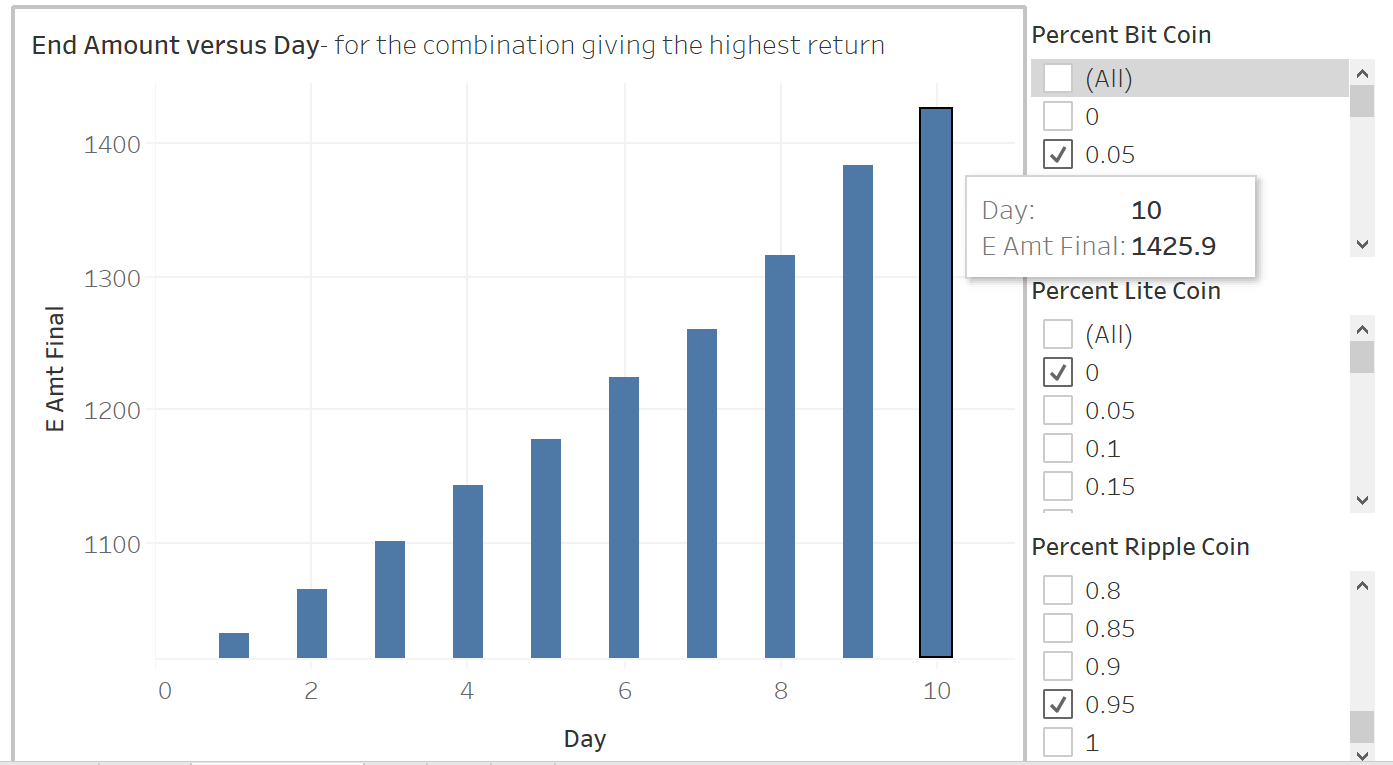 End Amount versus Day- for the combination giving the highest return
1400
1300
1200
1100
E Amt Final
0 2 4 6 8 10
Day
Percent Bit Coin
(All)
0
0.05
Day: 10
E Amt Final: 1425.9
Percent Lite Coin
(All)
0
0.05
0.1
0.15
Percent Ripple Coin
0.8
0.85
0.9
0.95
1